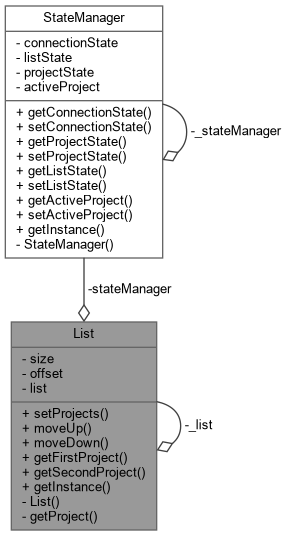 StateManager
- connectionState
- listState
- projectState
- activeProject
+ getConnectionState()
+ setConnectionState()
+ getProjectState()
+ setProjectState()
+ getListState()
+ setListState()
+ getActiveProject()
+ setActiveProject()
+ getInstance()
- StateManager()
-_stateManager
-stateManager
List
- size
- offset
- list
+ setProjects()
+ moveUp()
+ moveDown()
+ getFirstProject()
+ getSecondProject()
+ getInstance()
- List()
- getProject()
-_list